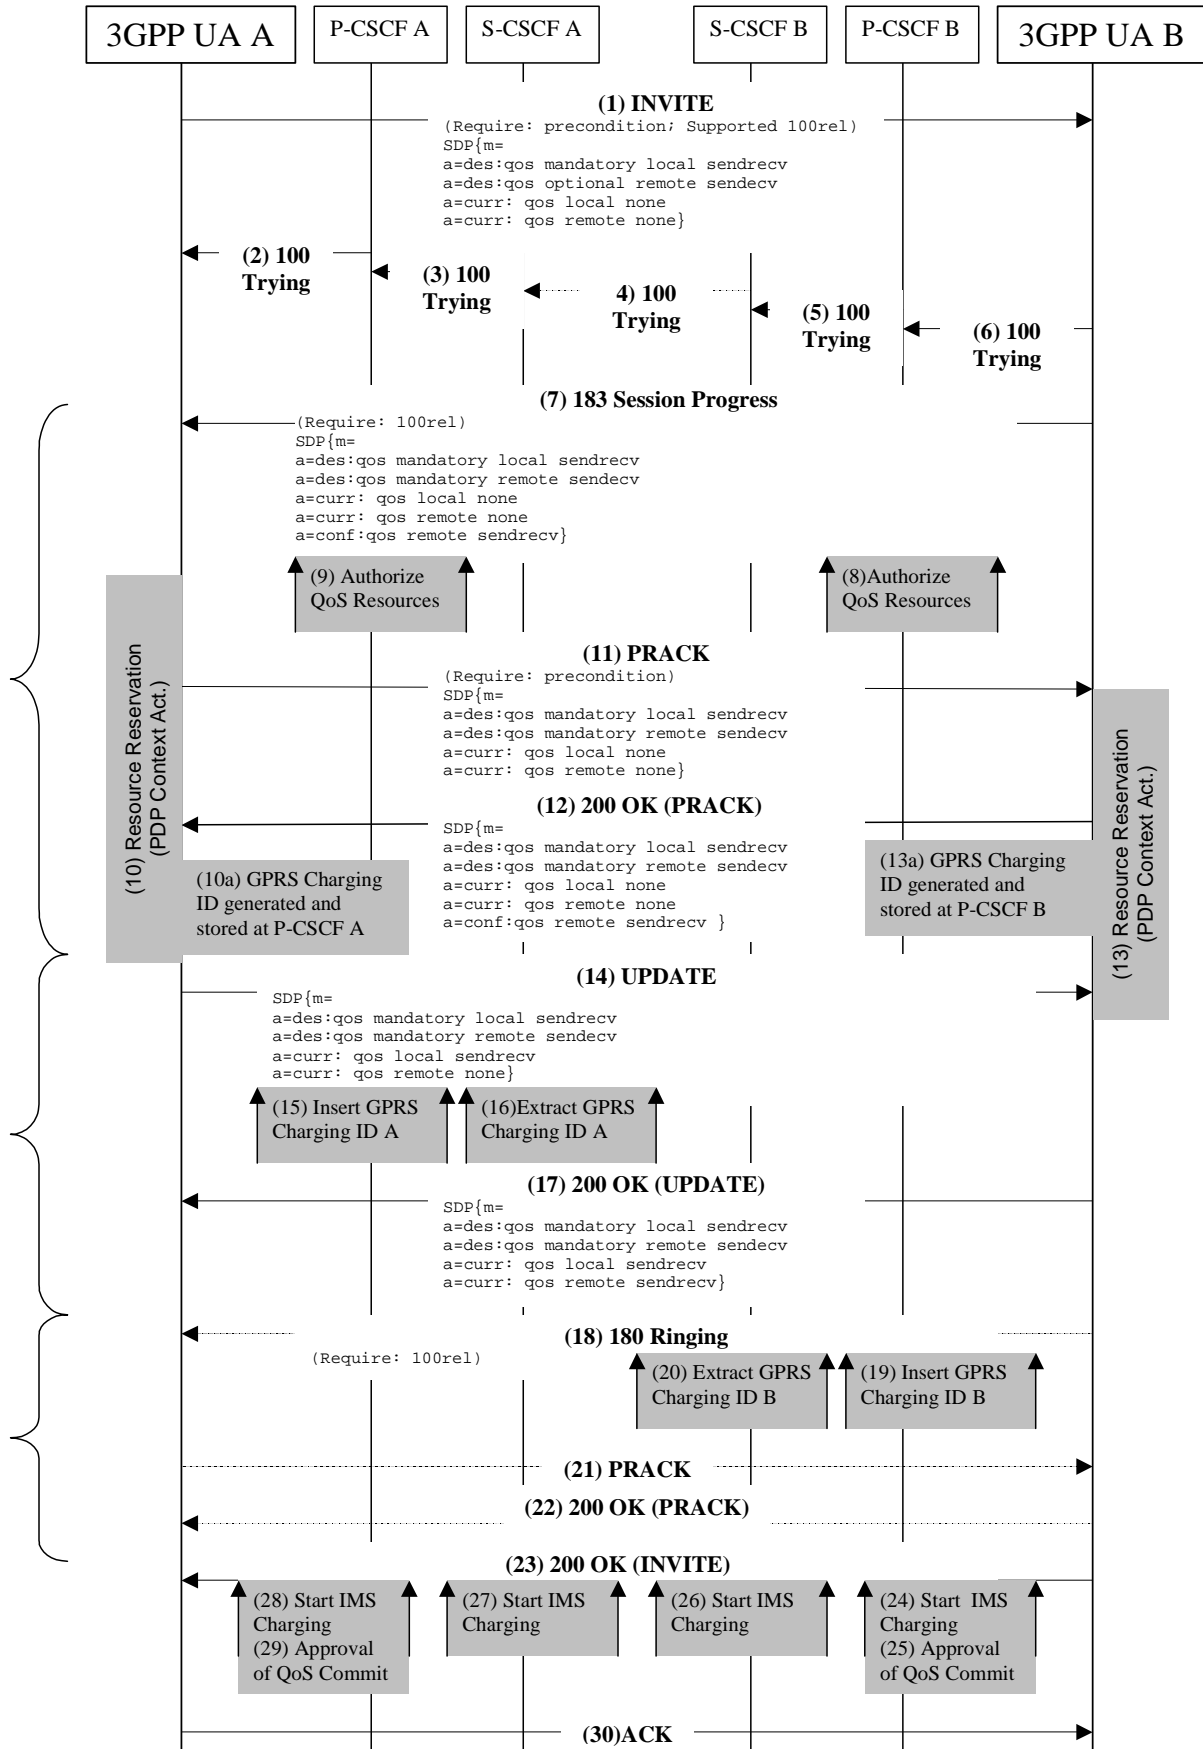 3GPP UA A
P-CSCF A
S-CSCF A
S-CSCF B
P-CSCF B
3GPP UA B
(1) INVITE
(Require: precondition; Supported 100rel)
SDP{m=
a=des:qos mandatory local sendrecv
a=des:qos optional remote sendecv
a=curr: qos local none
a=curr: qos remote none}
(2) 100
Trying
(3) 100
Trying
4) 100
Trying
(5) 100
Trying
(6) 100
Trying
(7) 183 Session Progress
(Require: 100rel)
SDP{m=
a=des:qos mandatory local sendrecv
a=des:qos mandatory remote sendecv
a=curr: qos local none
a=curr: qos remote none
a=conf:qos remote sendrecv}
(9) Authorize
QoS Resources
(8)Authorize
QoS Resources
(10) Resource Reservation
(PDP Context Act.)
(11) PRACK
(Require: precondition)
SDP{m=
a=des:qos mandatory local sendrecv
a=des:qos mandatory remote sendecv
a=curr: qos local none
a=curr: qos remote none}
(13) Resource Reservation
(PDP Context Act.)
(12) 200 OK (PRACK)
SDP{m=
a=des:qos mandatory local sendrecv
a=des:qos mandatory remote sendecv
a=curr: qos local none
a=curr: qos remote none
a=conf:qos remote sendrecv }
(10a) GPRS Charging
ID generated and
stored at P-CSCF A
(13a) GPRS Charging
ID generated and
stored at P-CSCF B
(14) UPDATE
SDP{m=
a=des:qos mandatory local sendrecv
a=des:qos mandatory remote sendecv
a=curr: qos local sendrecv
a=curr: qos remote none}
(15) Insert GPRS
Charging ID A
(16)Extract GPRS
Charging ID A
(17) 200 OK (UPDATE)
SDP{m=
a=des:qos mandatory local sendrecv
a=des:qos mandatory remote sendecv
a=curr: qos local sendrecv
a=curr: qos remote sendrecv}
(18) 180 Ringing
(Require: 100rel)
(20) Extract GPRS
Charging ID B
(19) Insert GPRS
Charging ID B
(21) PRACK
(22) 200 OK (PRACK)
(23) 200 OK (INVITE)
(28) Start IMS
Charging
(29) Approval
of QoS Commit
(27) Start IMS
Charging
(26) Start IMS
Charging
(24) Start IMS
Charging
(25) Approval
of QoS Commit
(30)ACK